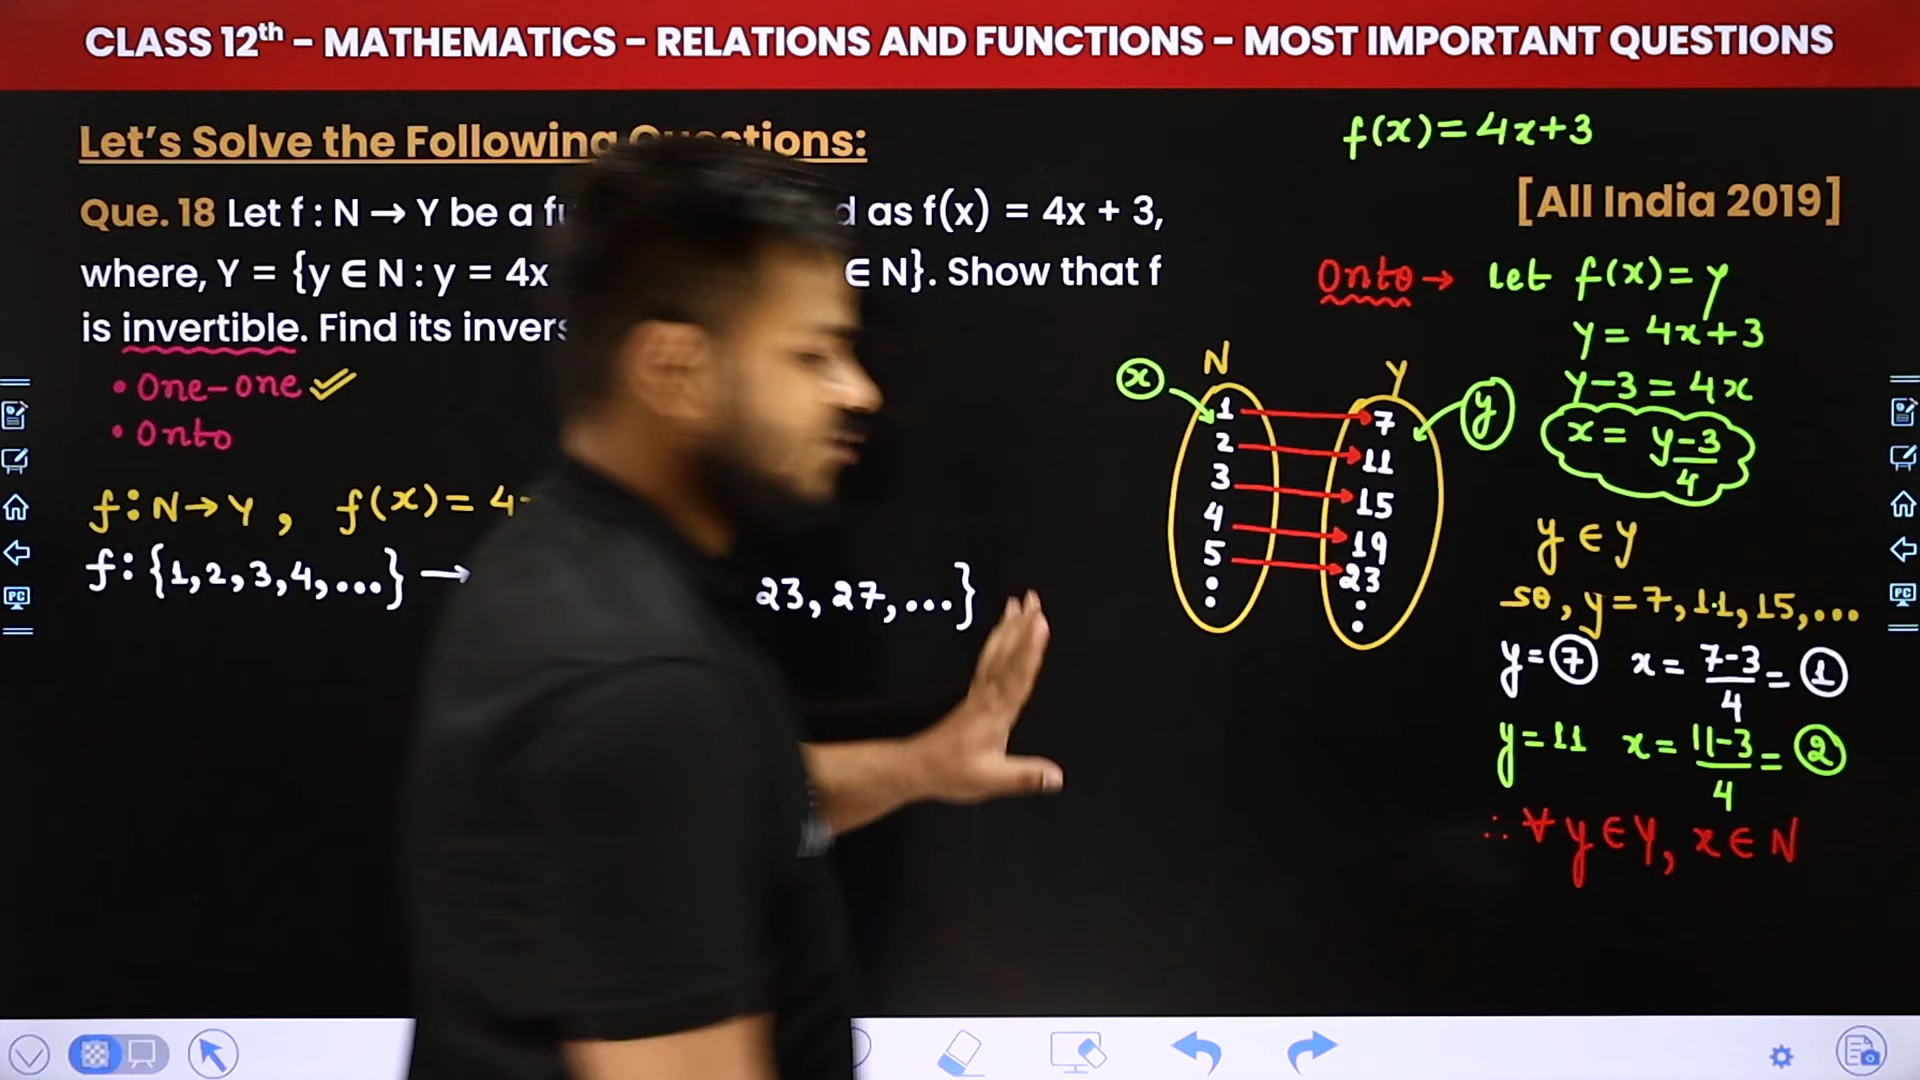 CLASS 12th – MATHEMATICS – RELATIONS AND FUNCTIONS – MOST IMPORTANT QUESTIONS
Let's Solve the Following Questions:
f(x) = 4x+3
[All India 2019]
Que. 18 Let f : N → Y be a as f(x) = 4x + 3,
where, Y = {y ∈ N : y = 4x ∈ N}. Show that f
is invertible. Find its
• One-one ✓
• Onto
f: N → Y , f(x) = 4
f: {1, 2, 3, 4, ...} →
23, 27, ...}
N
Y
x
y
1
2
3
4
5
7
11
15
19
23
Onto → Let f(x) = y
y = 4x+3
y-3 = 4x
x = y-3/4
y ∈ Y
so, y = 7, 11, 15, ...
y = 7 x = 7-3/4 = 1
y = 11 x = 11-3/4 = 2
∴ ∀ y ∈ Y, x ∈ N
PC
PC